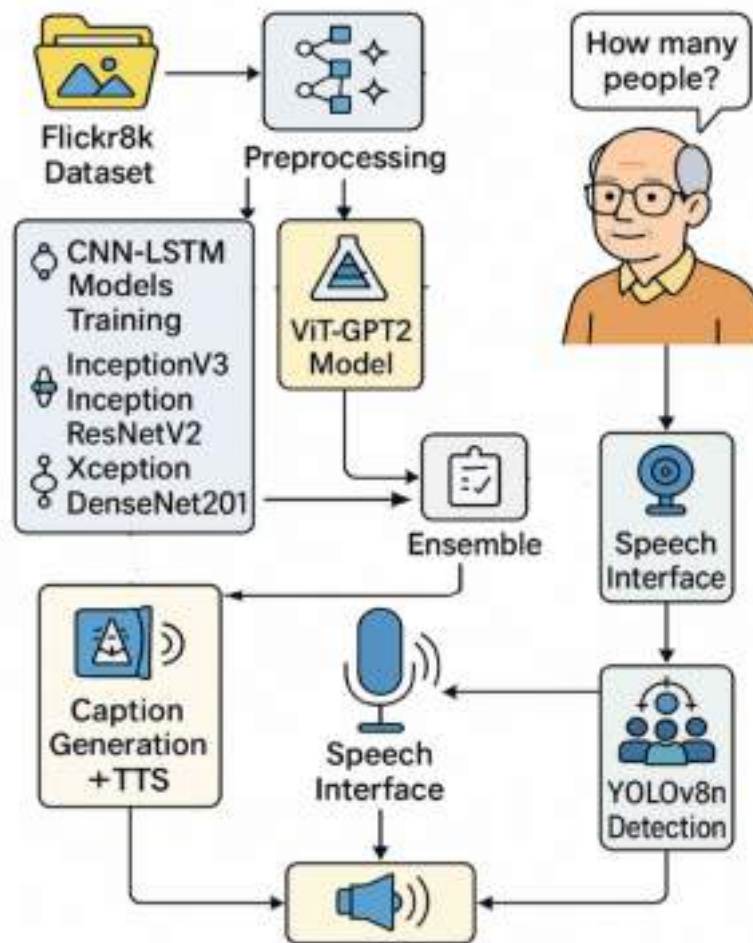 Flickr8k
Dataset
Preprocessing
How many
people?
CNN-LSTM
Models
Training
InceptionV3
Inception
ResNetV2
Xception
DenseNet201
ViT-GPT2
Model
Ensemble
Speech
Interface
Caption
Generation
+TTS
Speech
Interface
YOLOv8n
Detection